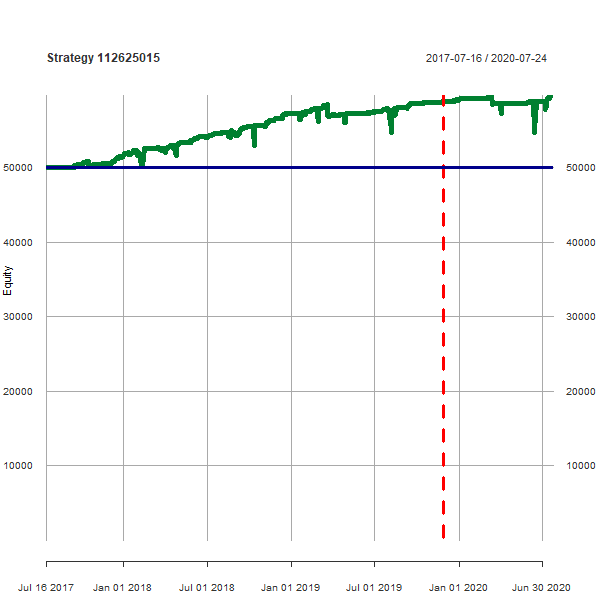 Strategy 112625015
2017-07-16 / 2020-07-24
50000
50000
40000
40000
Equity
30000
30000
20000
20000
10000
10000
Jul 16 2017
Jan 01 2018
Jul 01 2018
Jan 01 2019
Jul 01 2019
Jan 01 2020
Jun 30 2020